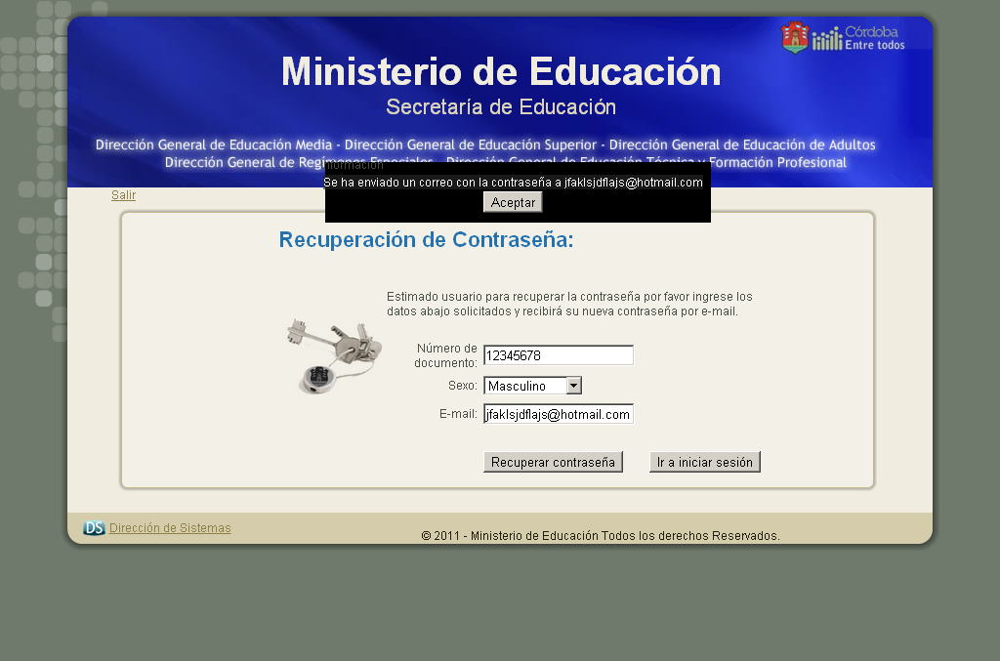 Córdoba
Entre todos
Ministerio de Educación
Secretaría de Educación
Dirección General de Educación Media - Dirección General de Educación Superior - Dirección General de Educación de Adultos
Dirección General de Regímenes Especiales - Dirección General de Educación Técnica y Formación Profesional
Información
Se ha enviado un correo con la contraseña a jfaklsjdflajs@hotmail.com
Aceptar
Salir
Recuperación de Contraseña:
Estimado usuario para recuperar la contraseña por favor ingrese los
datos abajo solicitados y recibirá su nueva contraseña por e-mail.
Número de
documento: 12345678
Sexo: Masculino
E-mail: jfaklsjdflajs@hotmail.com
Recuperar contraseña Ir a iniciar sesión
DS Dirección de Sistemas
© 2011 - Ministerio de Educación Todos los derechos Reservados.